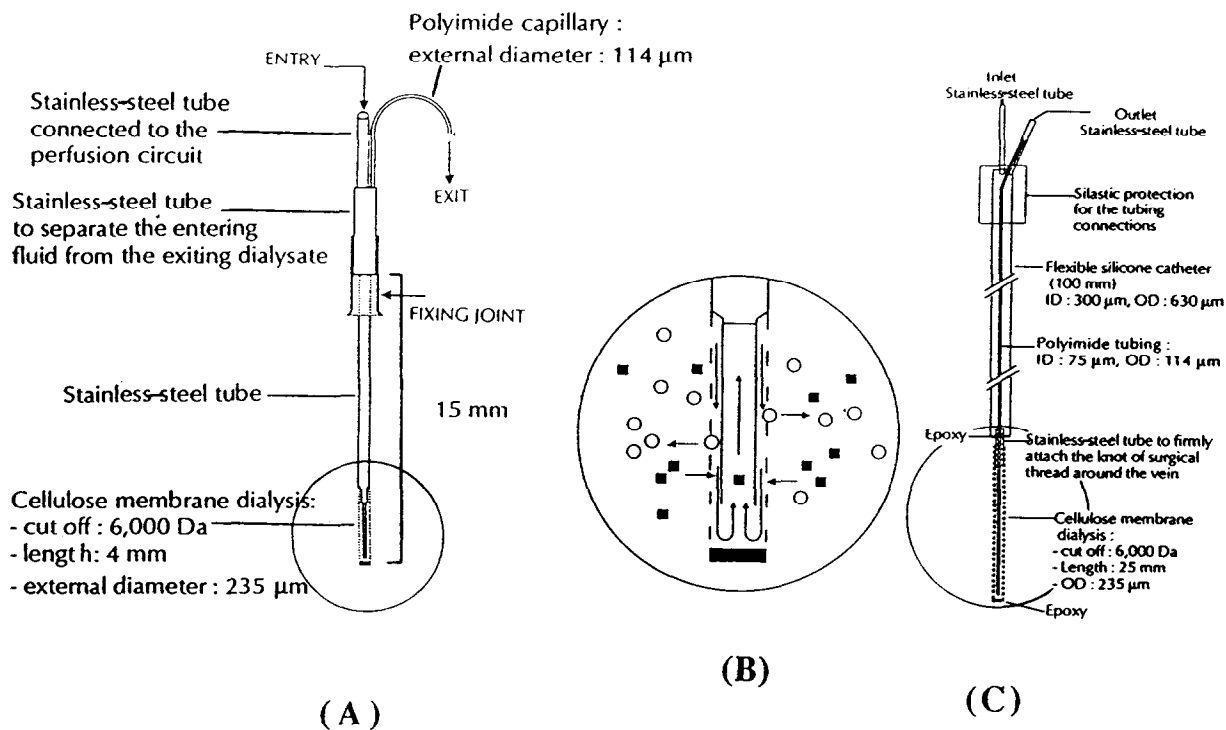 Polyimide capillary :
external diameter : 114 µm
ENTRY
Stainless-steel tube
connected to the
perfusion circuit
EXIT
Stainless-steel tube
to separate the entering
fluid from the exiting dialysate
FIXING JOINT
Stainless-steel tube
15 mm
Cellulose membrane dialysis:
- cut off : 6,000 Da
- length: 4 mm
- external diameter : 235 µm
(A)
(B)
Inlet
Stainless-steel tube
Outlet
Stainless-steel tube
Silastic protection
for the tubing
connections
Flexible silicone catheter
(100 mm)
ID : 300 µm, OD : 630 µm
Polyimide tubing :
ID : 75 µm, OD : 114 µm
Epoxy
Stainless-steel tube to firmly
attach the knot of surgical
thread around the vein
Cellulose membrane
dialysis :
- cut off : 6,000 Da
- Length : 25 mm
- OD : 235 µm
Epoxy
(C)